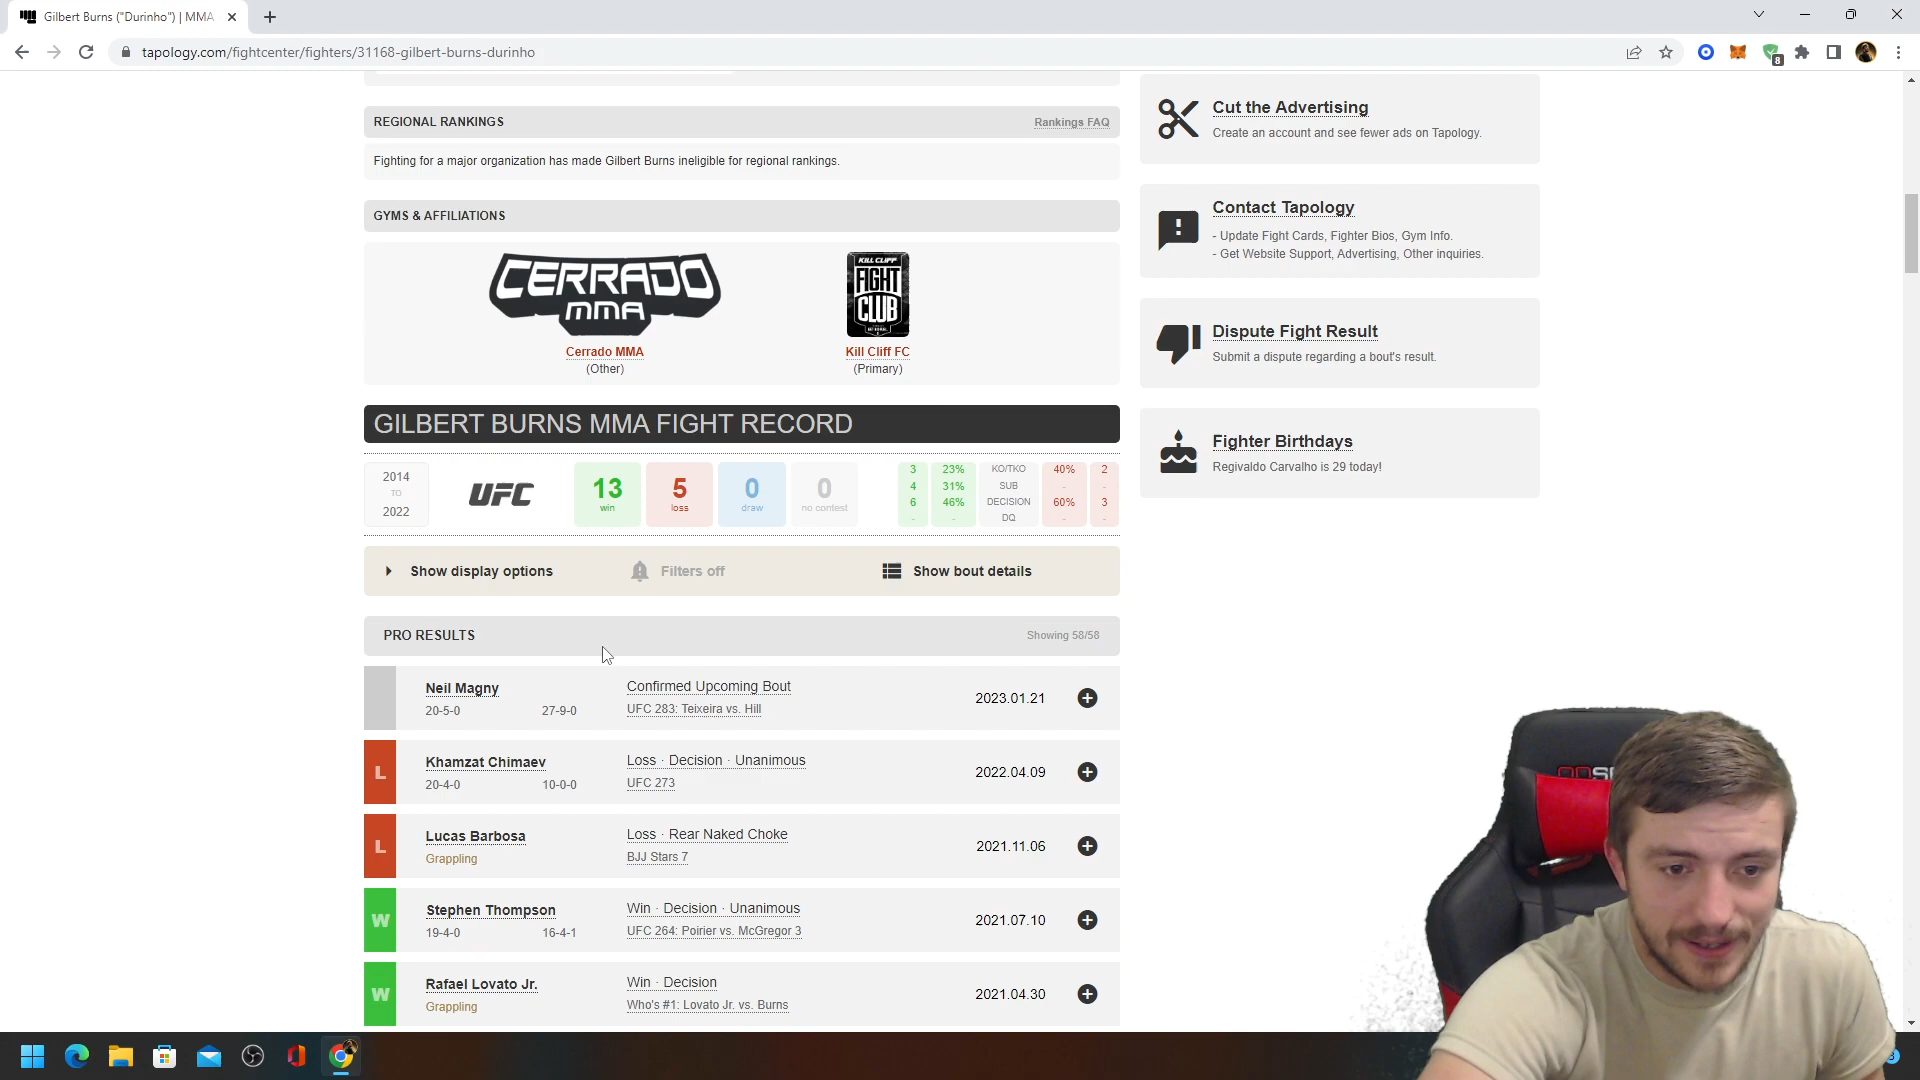 Gilbert Burns ("Durinho") | MMA
tapology.com/fightcenter/fighters/31168-gilbert-burns-durinho
8
REGIONAL RANKINGS
Rankings FAQ
Fighting for a major organization has made Gilbert Burns ineligible for regional rankings.
GYMS & AFFILIATIONS
CERRADO
MMA
Cerrado MMA
(Other)
KILL CLIFF
FIGHT
CLUB
Kill Cliff FC
(Primary)
GILBERT BURNS MMA FIGHT RECORD
2014
TO
2022
UFC
13
win
5
loss
0
draw
0
no contest
3 23% KO/TKO 40% 2
4 31% SUB - -
6 46% DECISION 60% 3
- - DQ - -
Show display options
Filters off
Show bout details
PRO RESULTS
Showing 58/58
Neil Magny
20-5-0 27-9-0
Confirmed Upcoming Bout
UFC 283: Teixeira vs. Hill
2023.01.21
L
Khamzat Chimaev
20-4-0 10-0-0
Loss · Decision · Unanimous
UFC 273
2022.04.09
L
Lucas Barbosa
Grappling
Loss · Rear Naked Choke
BJJ Stars 7
2021.11.06
W
Stephen Thompson
19-4-0 16-4-1
Win · Decision · Unanimous
UFC 264: Poirier vs. McGregor 3
2021.07.10
W
Rafael Lovato Jr.
Grappling
Win · Decision
Who's #1: Lovato Jr. vs. Burns
2021.04.30
Cut the Advertising
Create an account and see fewer ads on Tapology.
Contact Tapology
- Update Fight Cards, Fighter Bios, Gym Info.
- Get Website Support, Advertising, Other inquiries.
Dispute Fight Result
Submit a dispute regarding a bout's result.
Fighter Birthdays
Regivaldo Carvalho is 29 today!